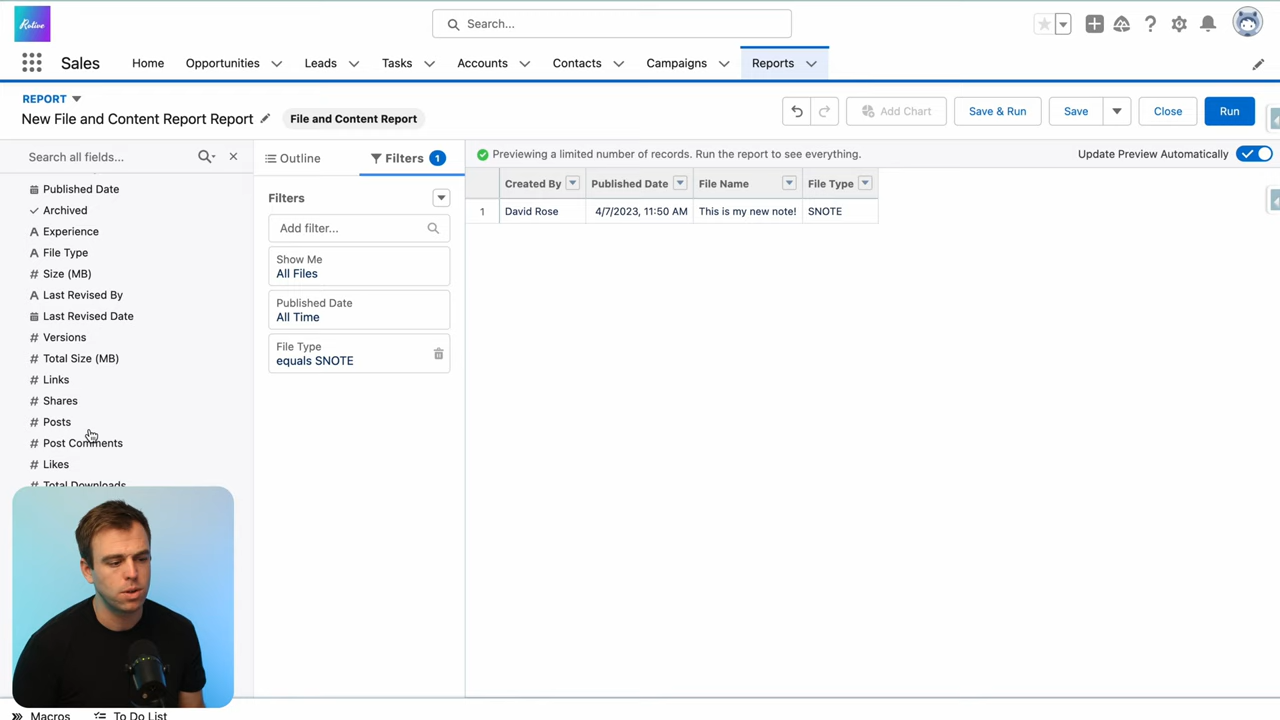 Rotive
Search...
Sales
Home
Opportunities
Leads
Tasks
Accounts
Contacts
Campaigns
Reports
REPORT
New File and Content Report Report
File and Content Report
Add Chart
Save & Run
Save
Close
Run
Search all fields...
Outline
Filters 1
Previewing a limited number of records. Run the report to see everything.
Update Preview Automatically
Published Date
Archived
Experience
File Type
Size (MB)
Last Revised By
Last Revised Date
Versions
Total Size (MB)
Links
Shares
Posts
Post Comments
Likes
Total Downloads
Filters
Add filter...
Show Me
All Files
Published Date
All Time
File Type
equals SNOTE
Created By Published Date File Name File Type
1 David Rose 4/7/2023, 11:50 AM This is my new note! SNOTE
Macros
To Do List